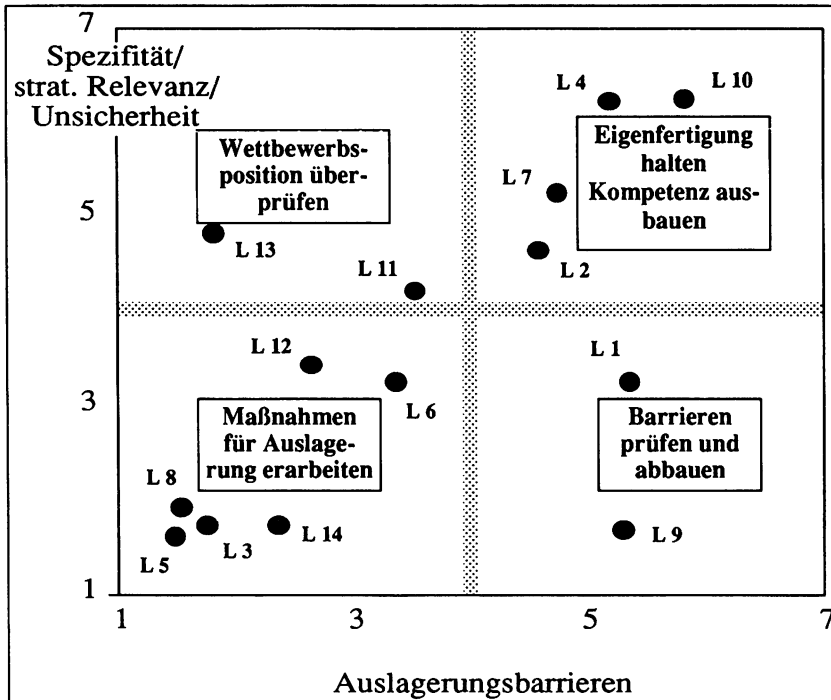 7
Spezifität/
strat. Relevanz/
Unsicherheit
L 4
L 10
Wettbewerbs-
position über-
prüfen
Eigenfertigung
halten
Kompetenz aus-
bauen
L 7
5
L 13
L 2
L 11
L 12
L 1
3
L 6
Maßnahmen
für Auslage-
rung erarbeiten
Barrieren
prüfen und
abbauen
L 8
L 5
L 3
L 14
L 9
1
1
3
5
7
Auslagerungsbarrieren